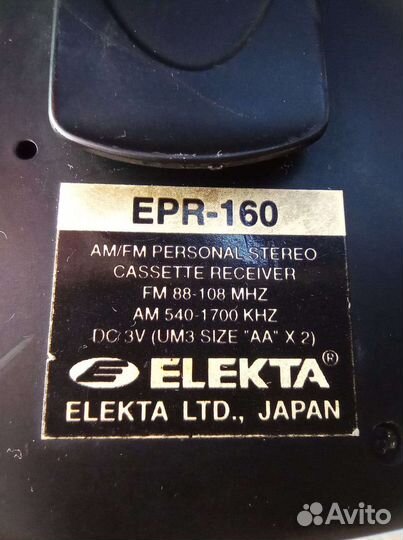 EPR-160
AM/FM PERSONAL STEREO
CASSETTE RECEIVER
FM 88-108 MHZ
AM 540-1700 KHZ
DC 3V (UM3 SIZE "AA" X 2)
ELEKTA®
ELEKTA LTD., JAPAN
Avito